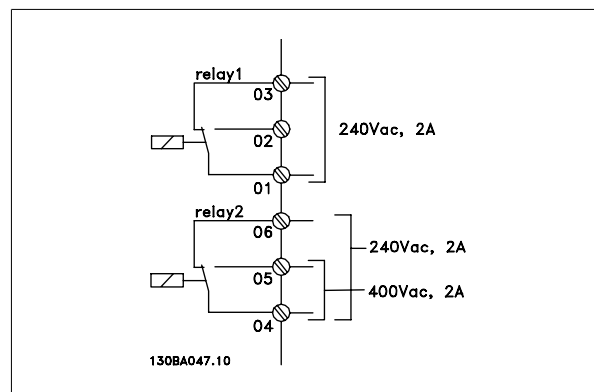 relay1
03
240Vac, 2A
02
01
relay2
06
240Vac, 2A
05
400Vac, 2A
04
130BA047.10